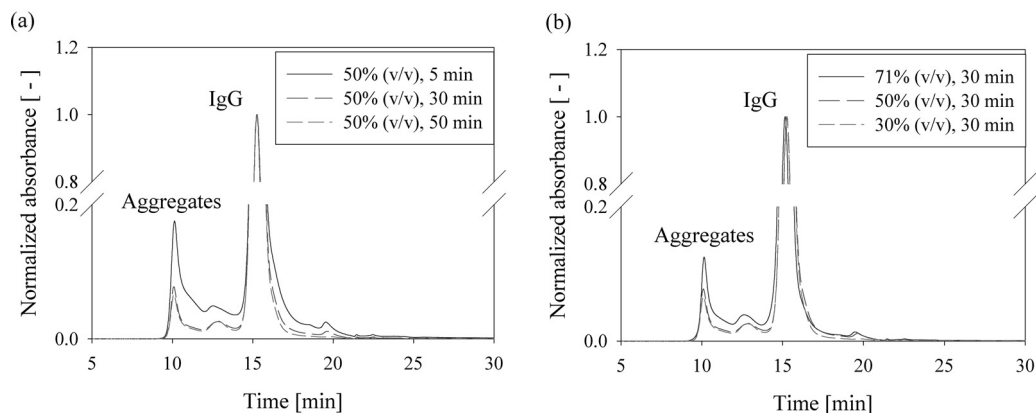 (a)
Normalized absorbance [ - ]
1.2
1.0
0.8
0.2
0.0
50% (v/v), 5 min
50% (v/v), 30 min
50% (v/v), 50 min
IgG
Aggregates
5 10 15 20 25 30
Time [min]
(b)
Normalized absorbance [ - ]
1.2
1.0
0.8
0.2
0.0
71% (v/v), 30 min
50% (v/v), 30 min
30% (v/v), 30 min
IgG
Aggregates
5 10 15 20 25 30
Time [min]